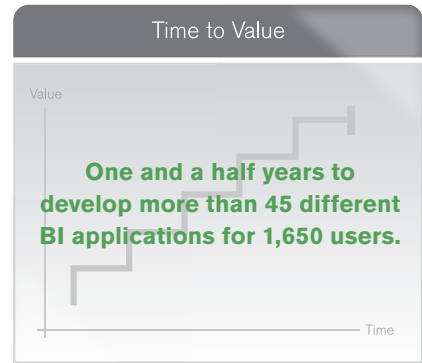 Time to Value
Value
One and a half years to
develop more than 45 different
BI applications for 1,650 users.
Time